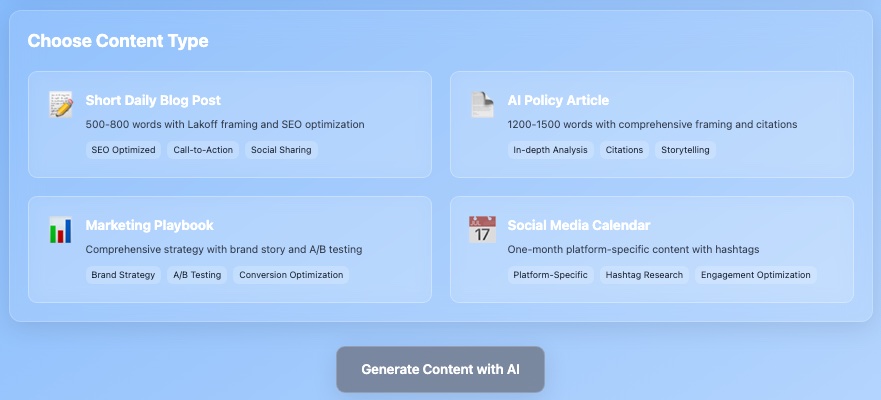 Choose Content Type
Short Daily Blog Post
500-800 words with Lakoff framing and SEO optimization
SEO Optimized
Call-to-Action
Social Sharing
AI Policy Article
1200-1500 words with comprehensive framing and citations
In-depth Analysis
Citations
Storytelling
Marketing Playbook
Comprehensive strategy with brand story and A/B testing
Brand Strategy
A/B Testing
Conversion Optimization
JUL
17
Social Media Calendar
One-month platform-specific content with hashtags
Platform-Specific
Hashtag Research
Engagement Optimization
Generate Content with AI